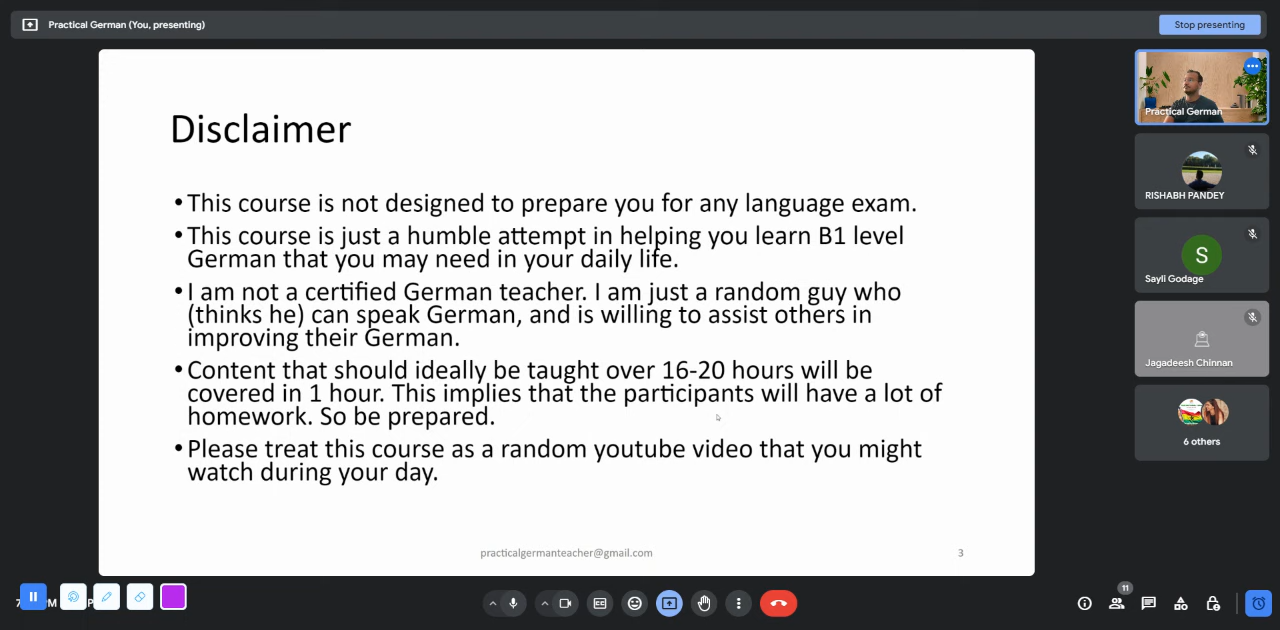 Practical German (You, presenting)
Stop presenting
Disclaimer
•This course is not designed to prepare you for any language exam.
•This course is just a humble attempt in helping you learn B1 level
German that you may need in your daily life.
•I am not a certified German teacher. I am just a random guy who
(thinks he) can speak German, and is willing to assist others in
improving their German.
•Content that should ideally be taught over 16-20 hours will be
covered in 1 hour. This implies that the participants will have a lot of
homework. So be prepared.
•Please treat this course as a random youtube video that you might
watch during your day.
practicalgermanteacher@gmail.com
3
Practical German
RISHABH PANDEY
S
Sayli Godage
Jagadeesh Chinnan
6 others
11